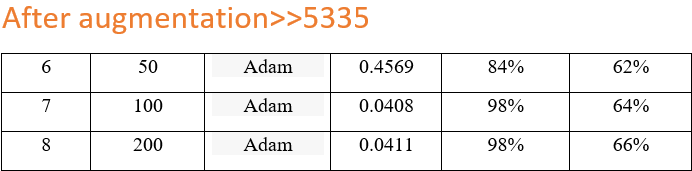 After augmentation>>5335
6 50 Adam 0.4569 84% 62%
7 100 Adam 0.0408 98% 64%
8 200 Adam 0.0411 98% 66%